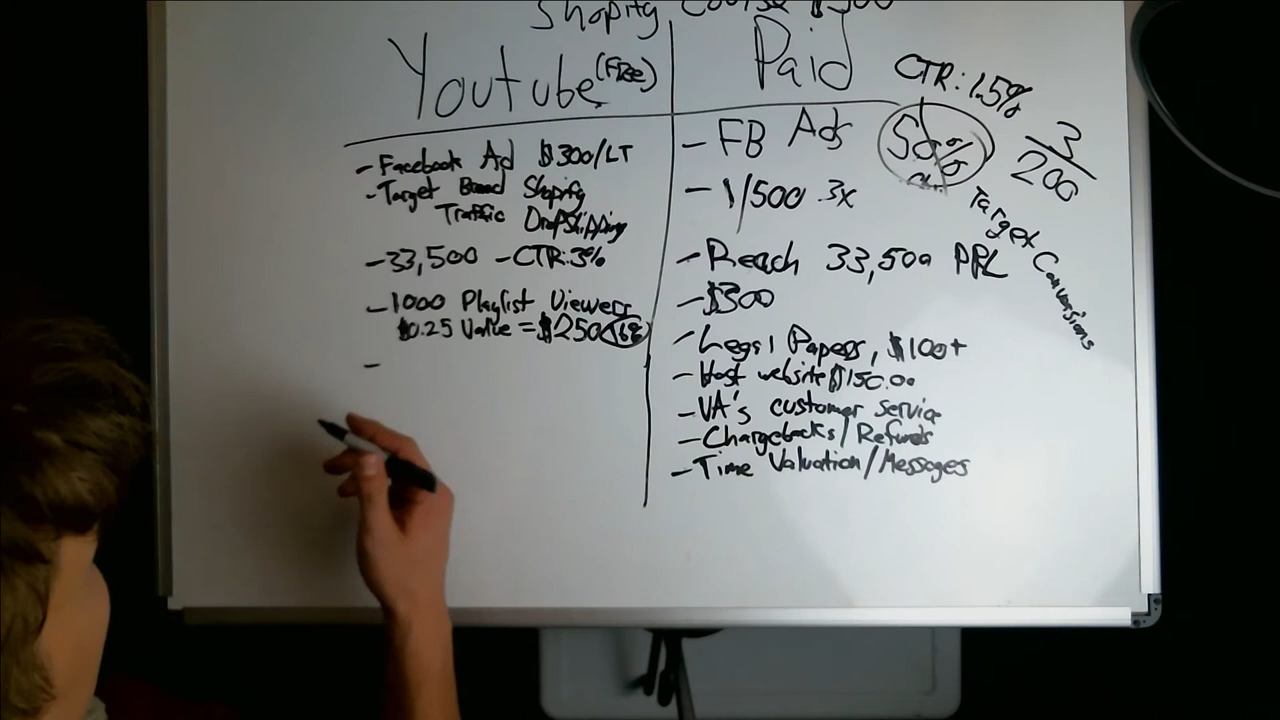 Shopify Course $300
Youtube (Free)
- Facebook Ad $300/LT
- Target Broad Shopify
Traffic DropShipping
- 33,500 - CTR:3%
- 1000 Playlist Viewers
$0.25 Value = $250
-
Paid
CTR: 1.5%
3/200
Target Conversions
- FB Ads
- 1/500 3x
- Reach 33,500 PPL
- $300
- Legal Papers, $100+
- Host website $150.00
- VA's customer service
- Chargebacks/Refunds
- Time Valuation/Messages